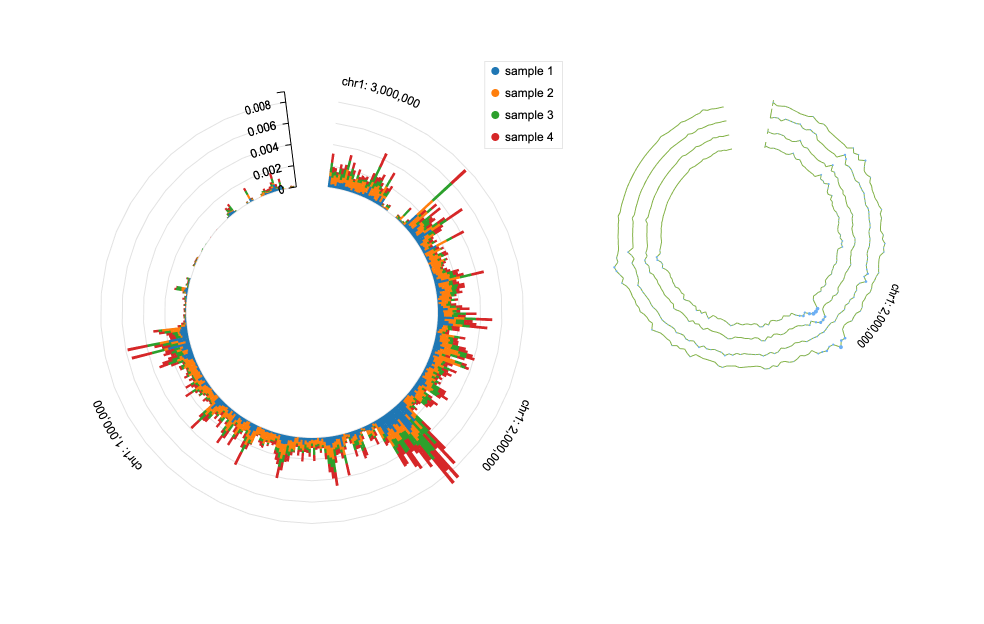 chr1: 3,000,000
0.008
0.006
0.004
0.002
0
sample 1
sample 2
sample 3
sample 4
chr1: 2,000,000
chr1: 1,000,000
chr1: 2,000,000